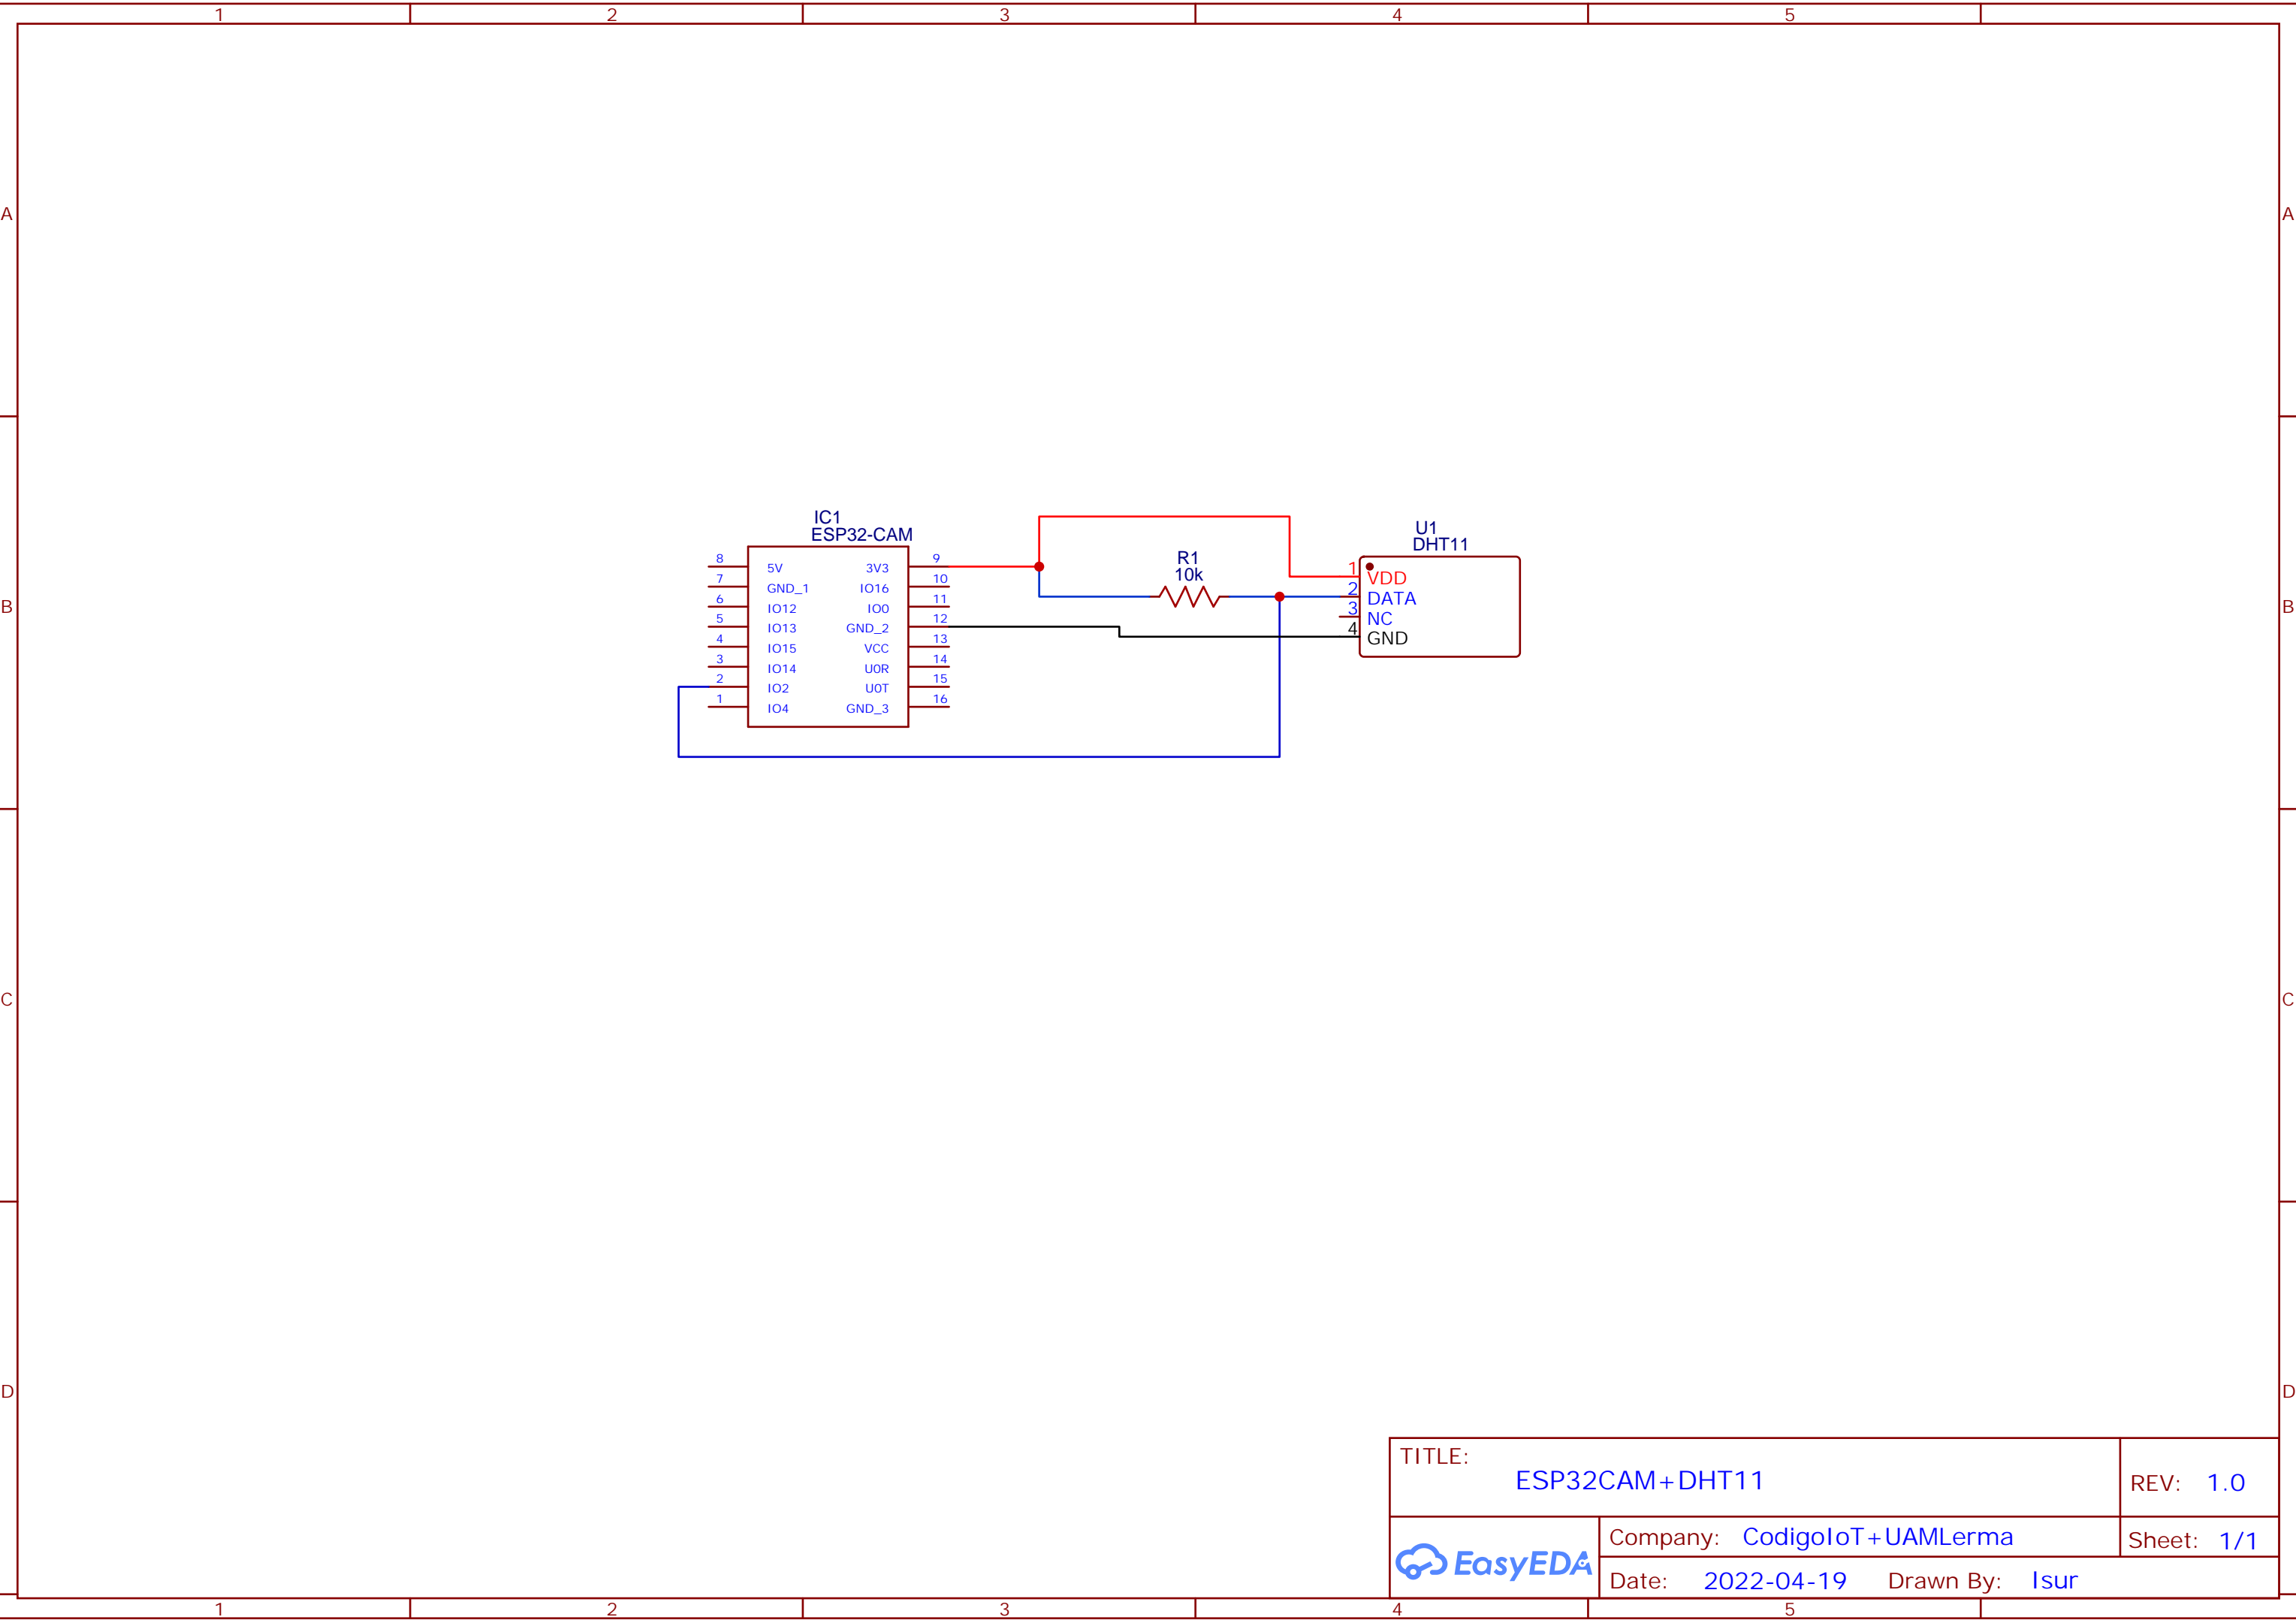 1 2 3 4 5
A A
B B
C C
D D
IC1
ESP32-CAM
8 5V 3V3 9
7 GND_1 IO16 10
6 IO12 IO0 11
5 IO13 GND_2 12
4 IO15 VCC 13
3 IO14 U0R 14
2 IO2 U0T 15
1 IO4 GND_3 16
R1
10k
U1
DHT11
1 VDD
2 DATA
3 NC
4 GND
TITLE:
ESP32CAM+DHT11
REV: 1.0
EasyEDA
Company: CodigoIoT+UAMLerma
Sheet: 1/1
Date: 2022-04-19 Drawn By: Isur
1 2 3 4 5